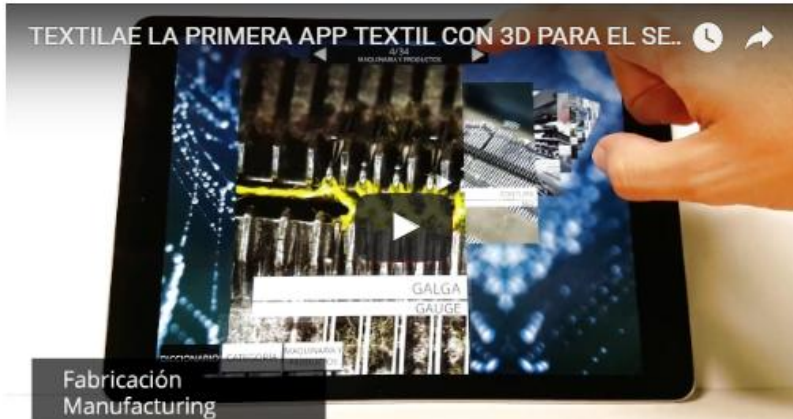 TEXTILAE LA PRIMERA APP TEXTIL CON 3D PARA EL SE...
4/34
MAQUINARIA Y PRODUCTOS
GALGA
GAUGE
DICCIONARIO
CATEGORÍA
MAQUINARIA Y
Fabricación
Manufacturing